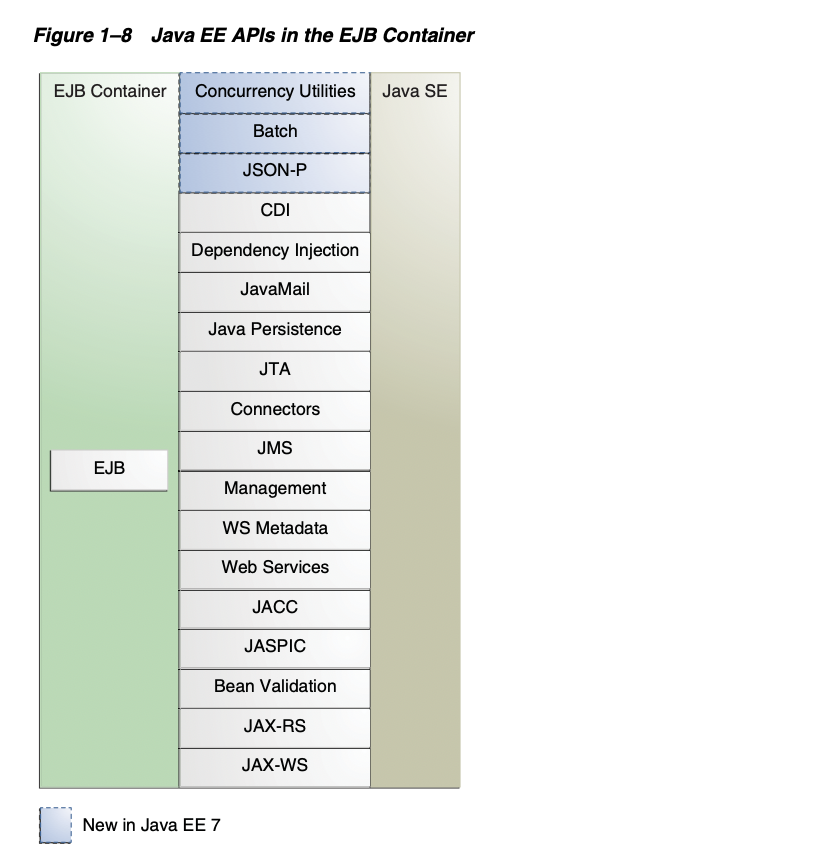 Figure 1–8 Java EE APIs in the EJB Container
EJB Container
Concurrency Utilities
Java SE
Batch
JSON-P
CDI
Dependency Injection
JavaMail
Java Persistence
JTA
Connectors
JMS
EJB
Management
WS Metadata
Web Services
JACC
JASPIC
Bean Validation
JAX-RS
JAX-WS
New in Java EE 7